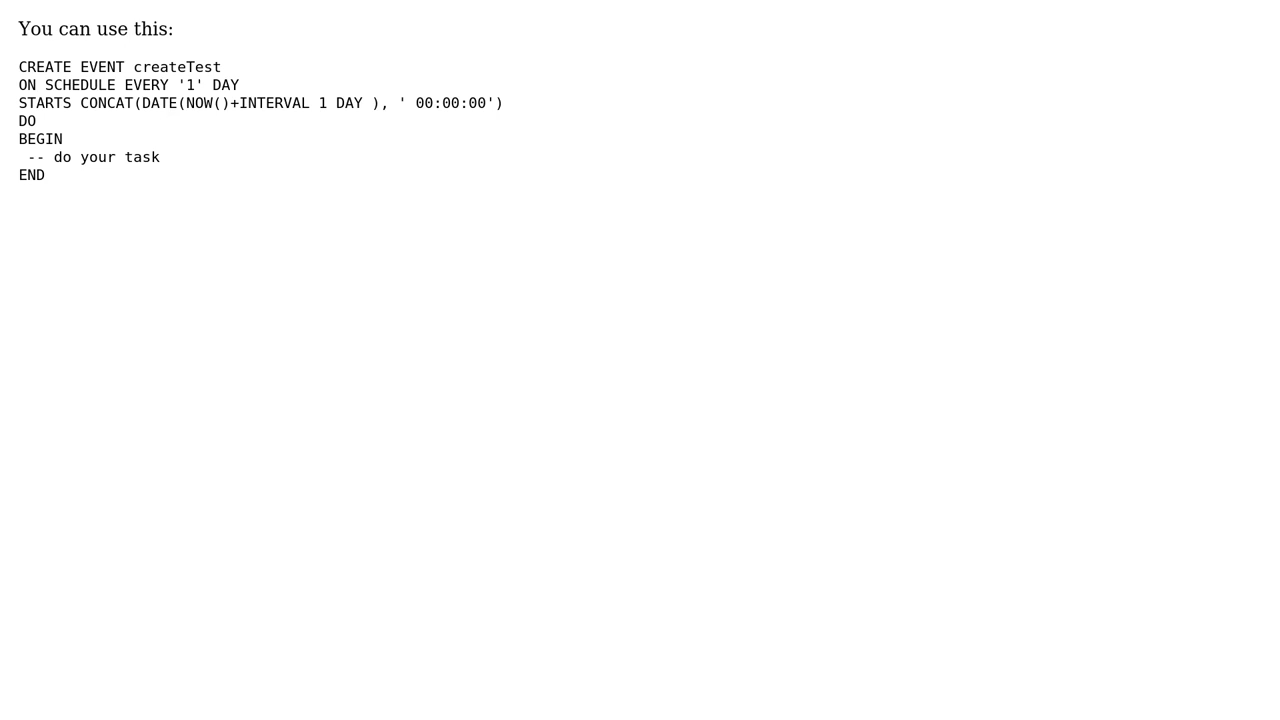 You can use this:
CREATE EVENT createTest
ON SCHEDULE EVERY '1' DAY
STARTS CONCAT(DATE(NOW()+INTERVAL 1 DAY ), ' 00:00:00')
DO
BEGIN
 -- do your task
END